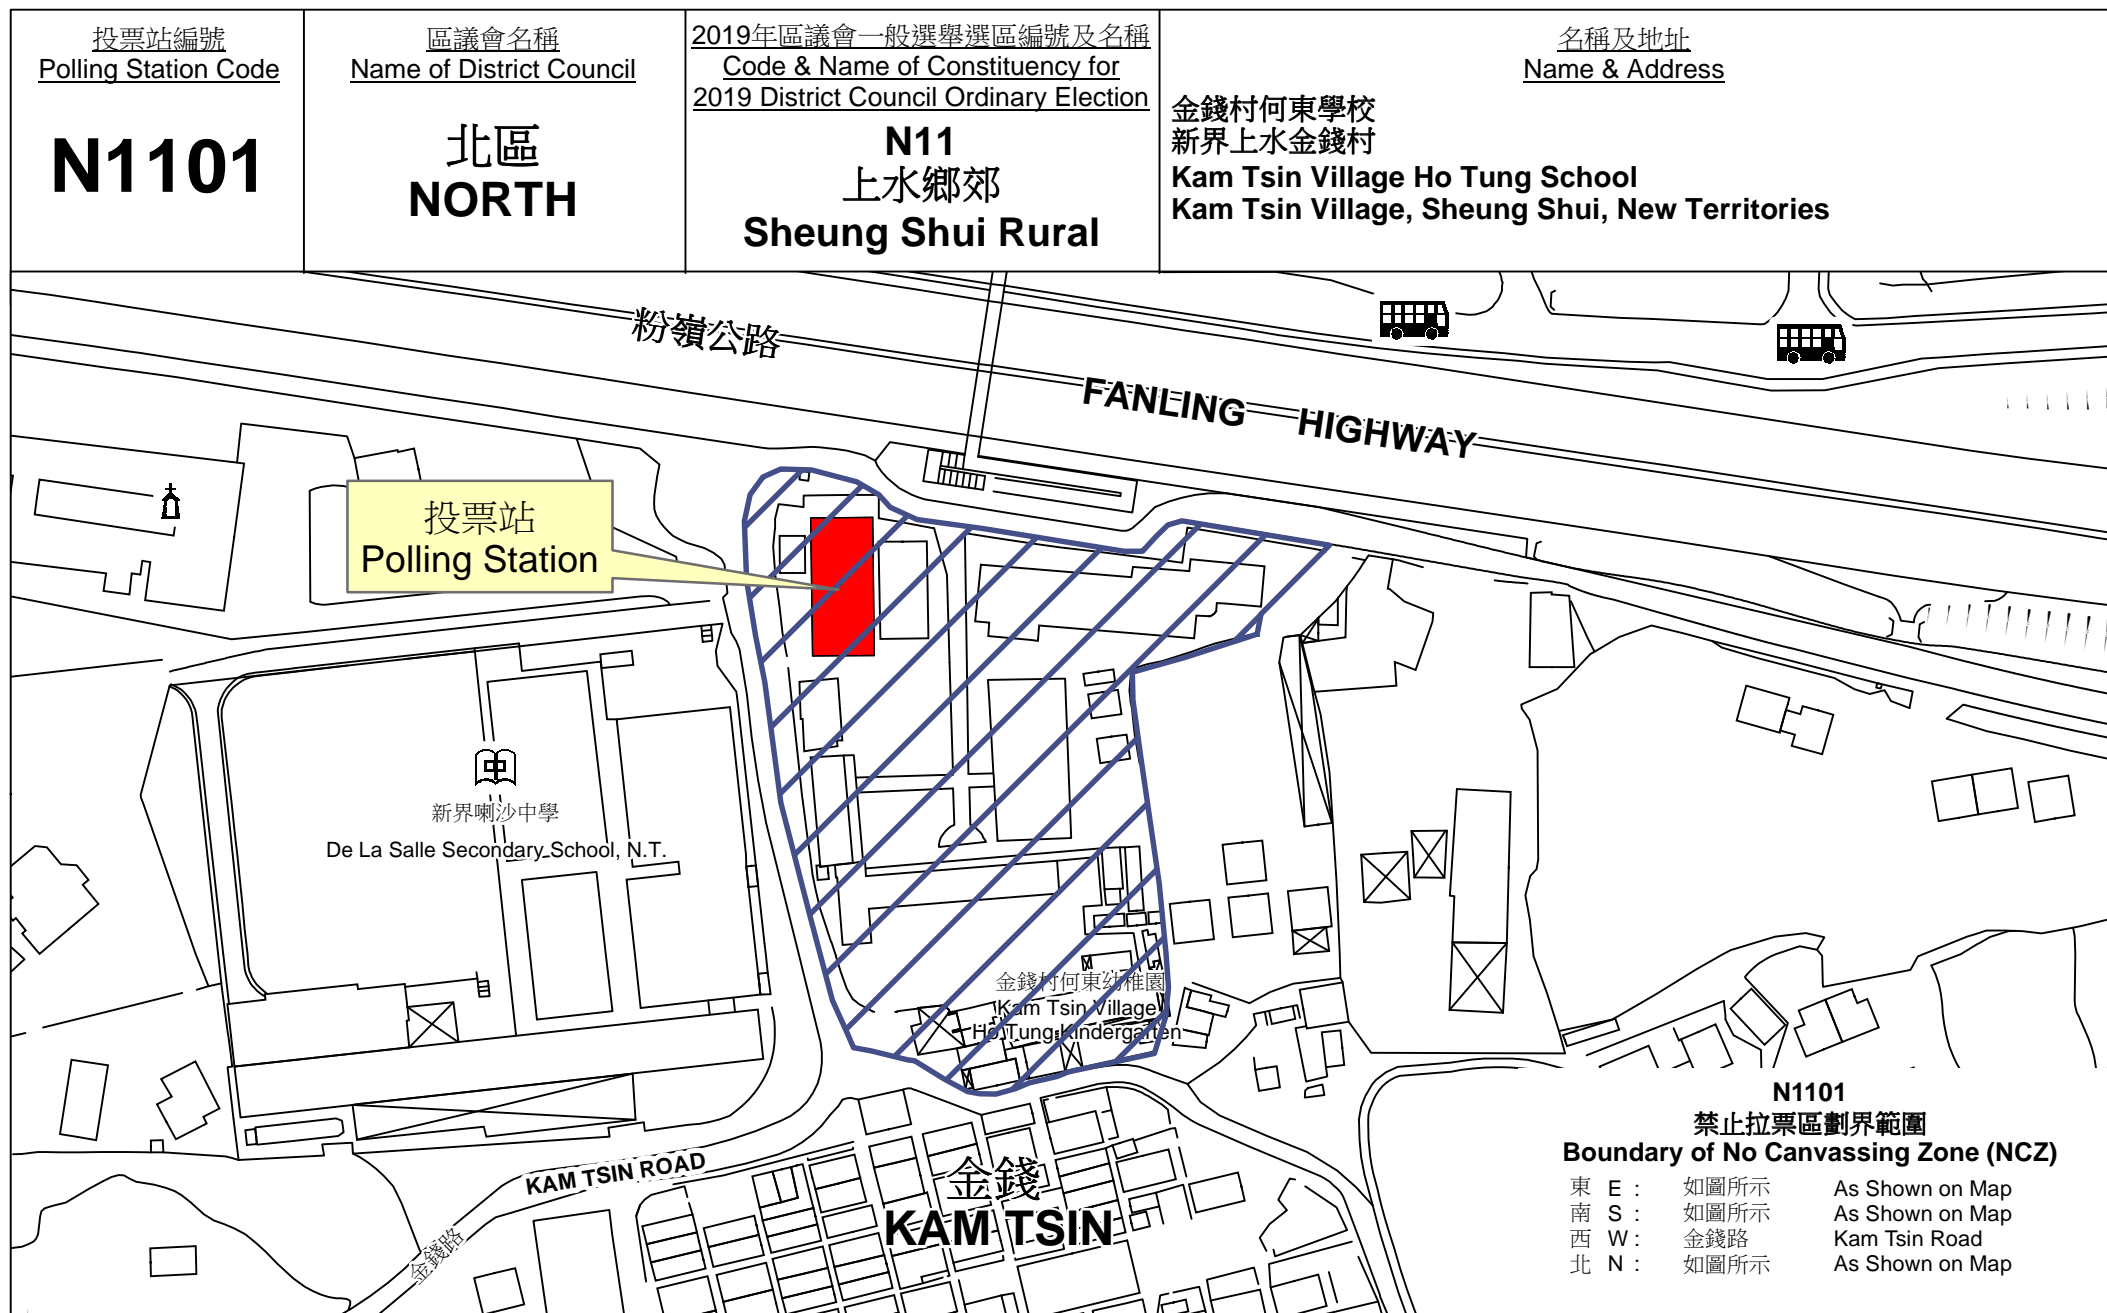 投票站編號
Polling Station Code
N1101
區議會名稱
Name of District Council
北區
NORTH
2019年區議會一般選舉選區編號及名稱
Code & Name of Constituency for
2019 District Council Ordinary Election
N11
上水鄉郊
Sheung Shui Rural
名稱及地址
Name & Address
金錢村何東學校
新界上水金錢村
Kam Tsin Village Ho Tung School
Kam Tsin Village, Sheung Shui, New Territories
粉嶺公路
FANLING HIGHWAY
投票站
Polling Station
新界喇沙中學
De La Salle Secondary School, N.T.
金錢村何東幼稚園
Kam Tsin Village
Ho Tung Kindergarten
KAM TSIN ROAD
金錢路
金錢
KAM TSIN
N1101
禁止拉票區劃界範圍
Boundary of No Canvassing Zone (NCZ)
東 E : 如圖所示 As Shown on Map
南 S : 如圖所示 As Shown on Map
西 W : 金錢路 Kam Tsin Road
北 N : 如圖所示 As Shown on Map